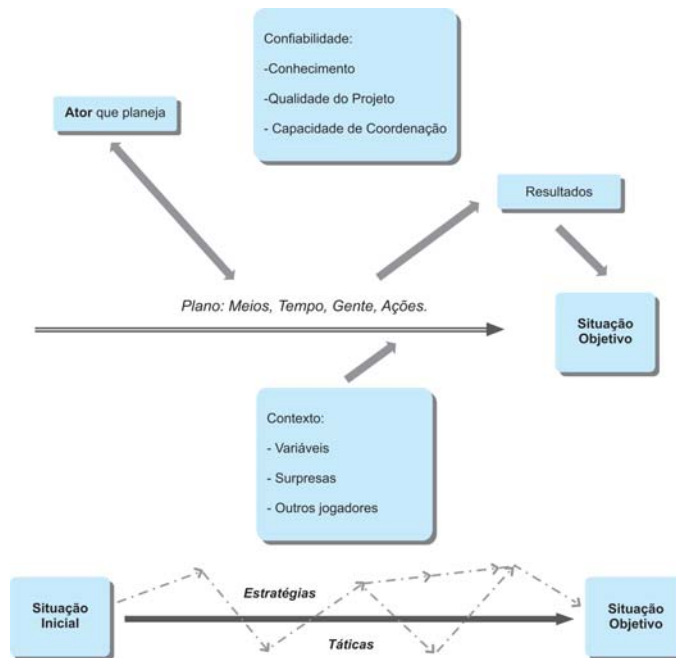 Confiabilidade:
-Conhecimento
-Qualidade do Projeto
- Capacidade de Coordenação
Ator que planeja
Resultados
Plano: Meios, Tempo, Gente, Ações.
Situação
Objetivo
Contexto:
- Variáveis
- Surpresas
- Outros jogadores
Situação
Inicial
Estratégias
Táticas
Situação
Objetivo